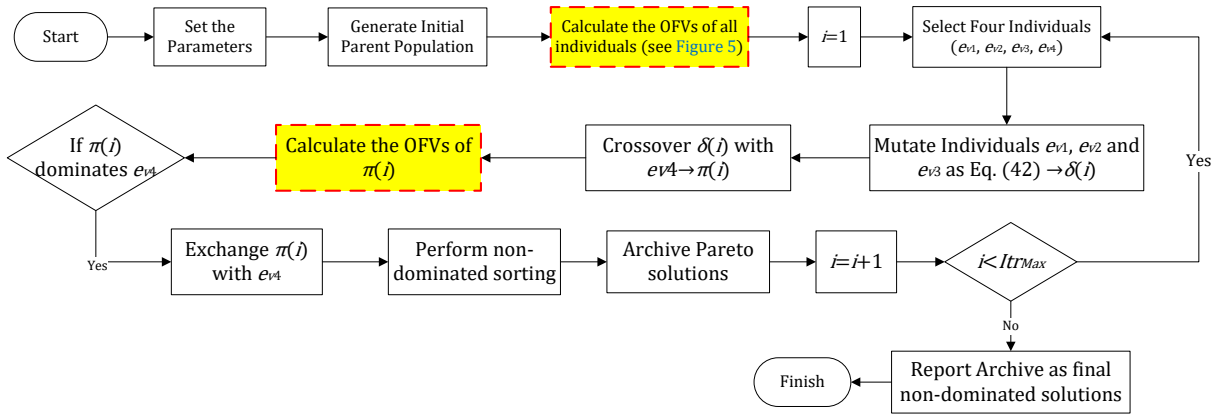 Start
Set the
Parameters
Generate Initial
Parent Population
Calculate the OFVs of all
individuals (see Figure 5)
i=1
Select Four Individuals
(ev1, ev2, ev3, ev4)
If π(i)
dominates ev4
Calculate the OFVs of
π(i)
Crossover δ(i) with
ev4→π(i)
Mutate Individuals ev1, ev2 and
ev3 as Eq. (42) →δ(i)
Yes
Yes
Exchange π(i)
with ev4
Perform non-
dominated sorting
Archive Pareto
solutions
i=i+1
i<ItrMax
No
Finish
Report Archive as final
non-dominated solutions